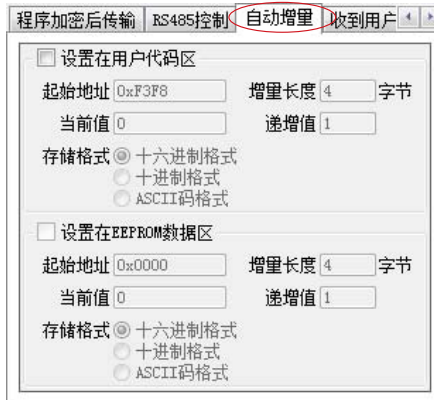 程序加密后传输 RS485控制 自动增量 收到用户
设置在用户代码区
起始地址 0xF3F8 增量长度 4 字节
当前值 0 递增值 1
存储格式 十六进制格式
十进制格式
ASCII码格式
设置在EEPROM数据区
起始地址 0x0000 增量长度 4 字节
当前值 0 递增值 1
存储格式 十六进制格式
十进制格式
ASCII码格式